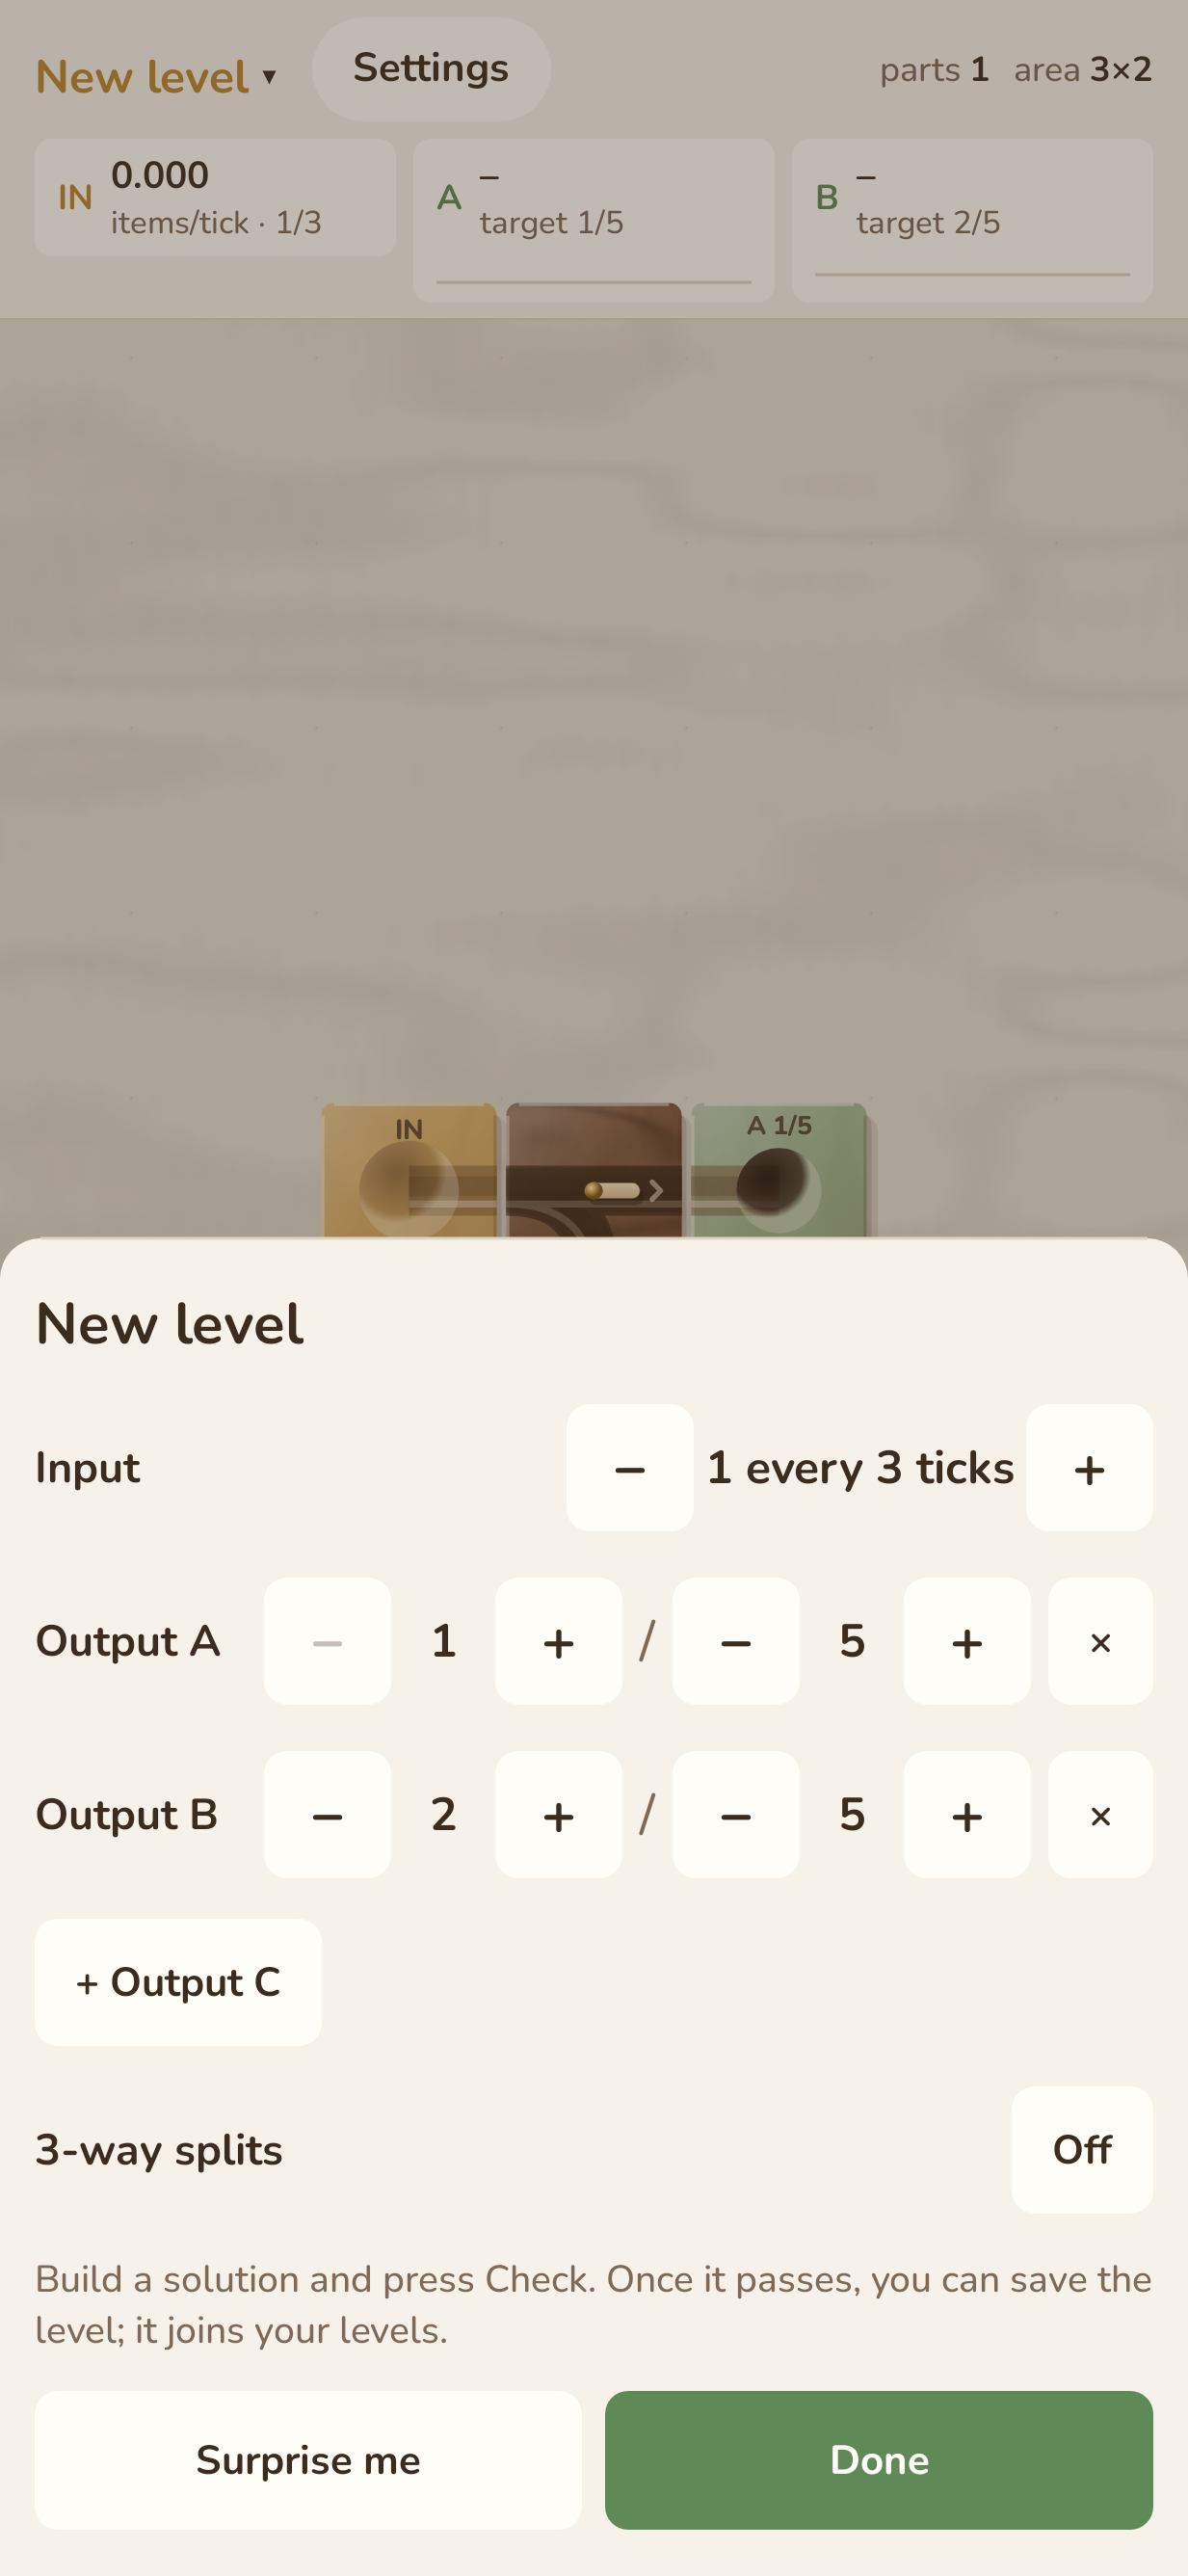 New level ▾ Settings parts 1 area 3×2
IN 0.000 items/tick · 1/3
A – target 1/5
B – target 2/5
IN
A 1/5
New level
Input − 1 every 3 ticks +
Output A − 1 + / − 5 + ×
Output B − 2 + / − 5 + ×
+ Output C
3-way splits Off
Build a solution and press Check. Once it passes, you can save the
level; it joins your levels.
Surprise me Done